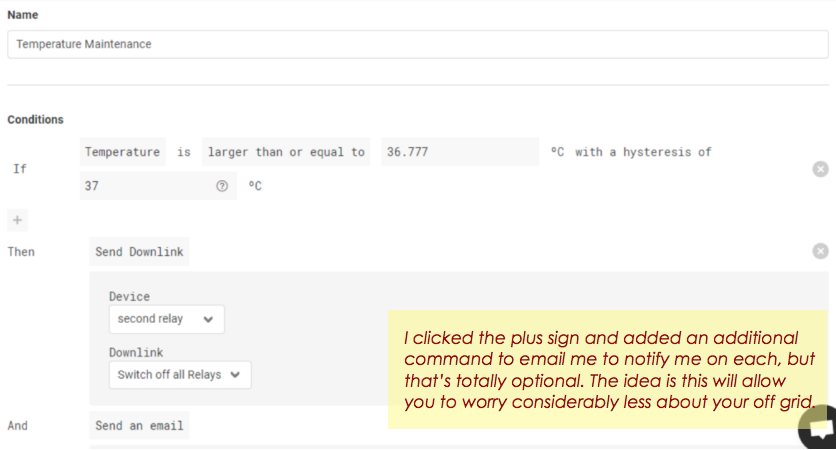 Name
Temperature Maintenance
Conditions
If Temperature is larger than or equal to 36.777 ºC with a hysteresis of
37 ºC
+
Then Send Downlink
Device
second relay
Downlink
Switch off all Relays
I clicked the plus sign and added an additional
command to email me to notify me on each, but
that's totally optional. The idea is this will allow
you to worry considerably less about your off grid.
And Send an email